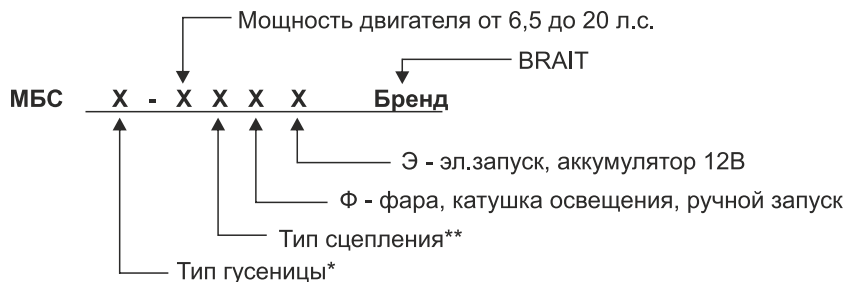 Мощность двигателя от 6,5 до 20 л.с.
BRAIT
МБС X - X X X X Бренд
Э - эл.запуск, аккумулятор 12В
Ф - фара, катушка освещения, ручной запуск
Тип сцепления**
Тип гусеницы*